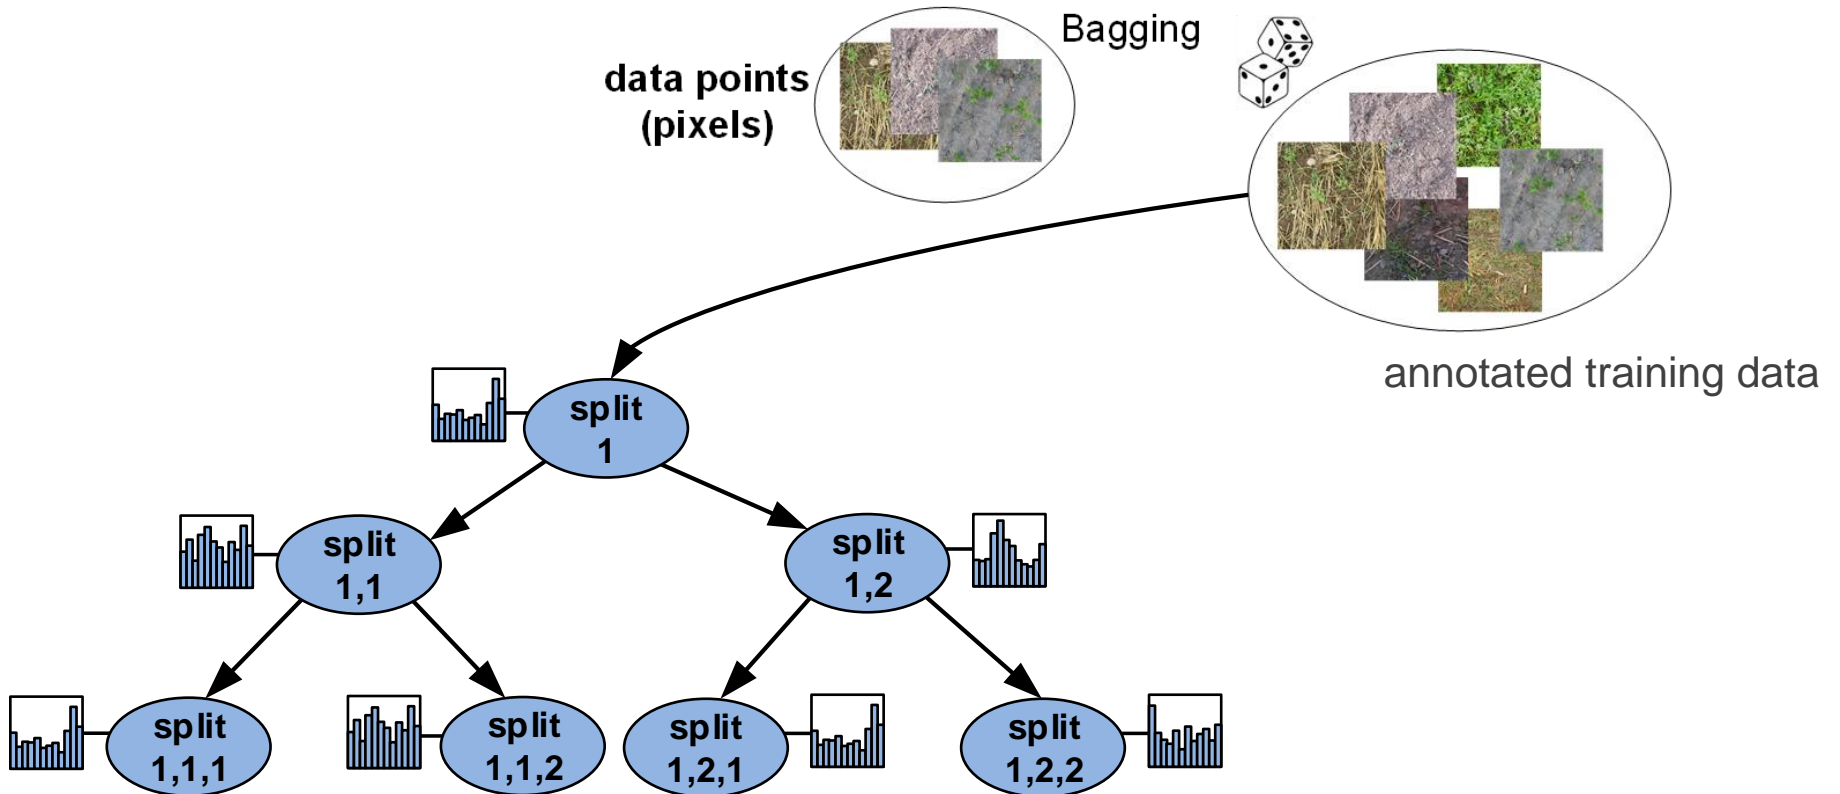 Bagging
data points
(pixels)
annotated training data
split
1
split
1,1
split
1,2
split
1,1,1
split
1,1,2
split
1,2,1
split
1,2,2